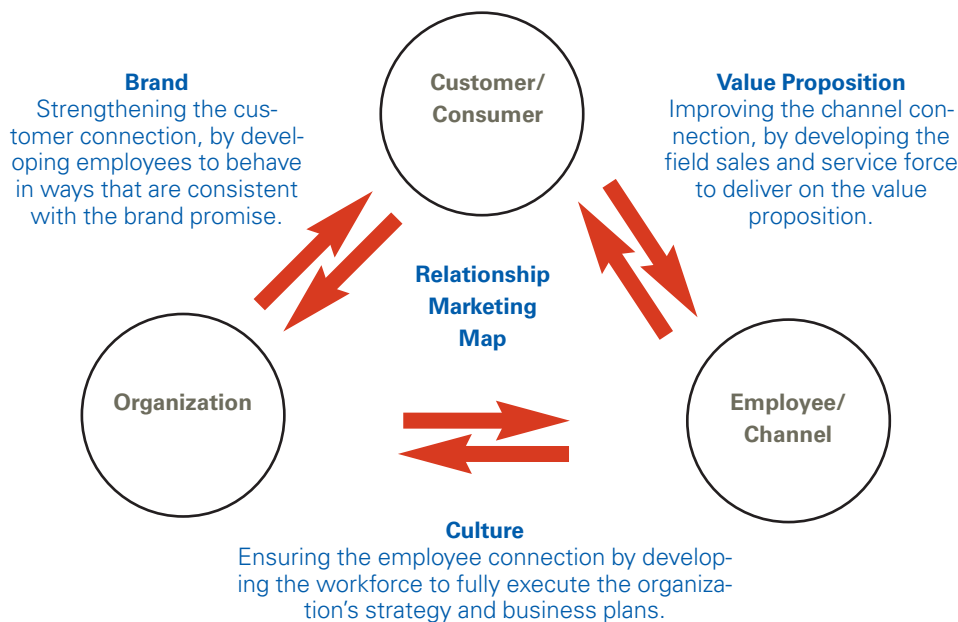 Customer/
Consumer
Brand
Strengthening the cus-
tomer connection, by devel-
oping employees to behave
in ways that are consistent
with the brand promise.
Value Proposition
Improving the channel con-
nection, by developing the
field sales and service force
to deliver on the value
proposition.
Relationship
Marketing
Map
Organization
Employee/
Channel
Culture
Ensuring the employee connection by develop-
ing the workforce to fully execute the organiza-
tion’s strategy and business plans.